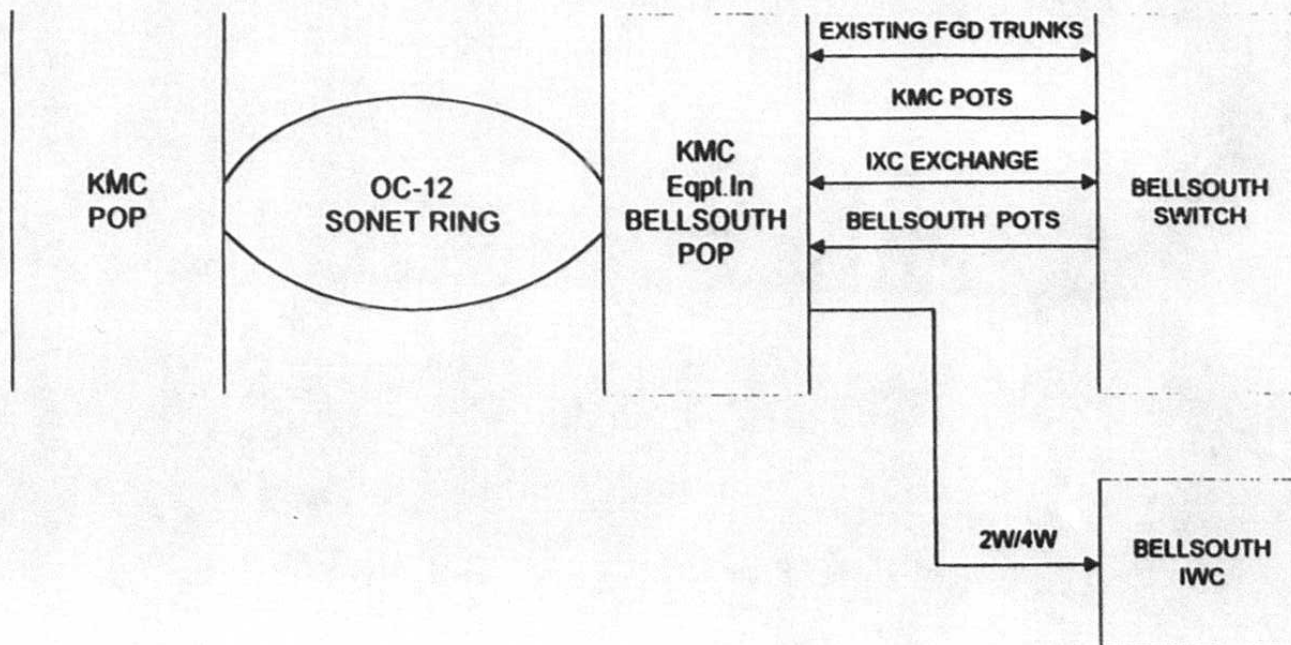 EXISTING FGD TRUNKS
KMC POTS
IXC EXCHANGE
BELLSOUTH POTS
KMC
POP
OC-12
SONET RING
KMC
Eqpt.In
BELLSOUTH
POP
BELLSOUTH
SWITCH
2W/4W
BELLSOUTH
IWC